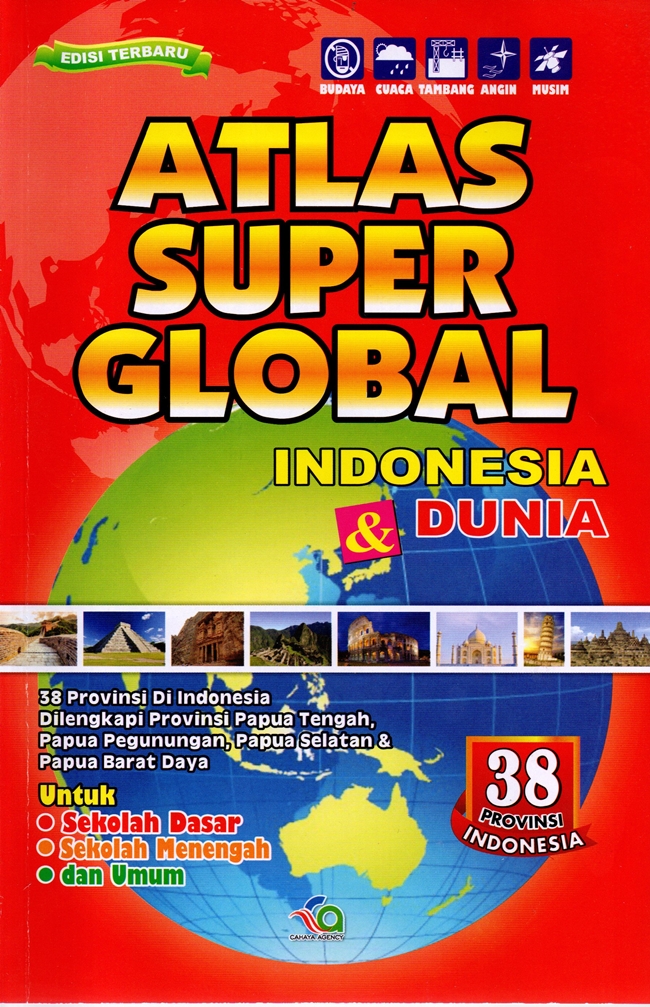 EDISI TERBARU
BUDAYA CUACA TAMBANG ANGIN MUSIM
ATLAS
SUPER
GLOBAL
INDONESIA
& DUNIA
38 Provinsi Di Indonesia
Dilengkapi Provinsi Papua Tengah,
Papua Pegunungan, Papua Selatan &
Papua Barat Daya
Untuk
• Sekolah Dasar
• Sekolah Menengah
• dan Umum
38
PROVINSI
INDONESIA
CAHAYA AGENCY